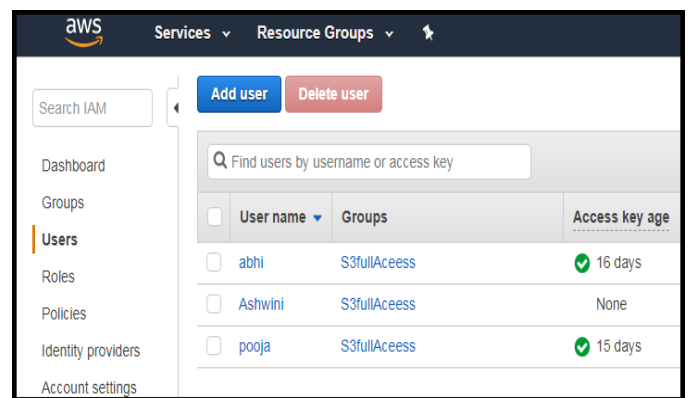 aws Services Resource Groups
Search IAM
Add user Delete user
Find users by username or access key
Dashboard
Groups
Users
Roles
Policies
Identity providers
Account settings
User name Groups Access key age
abhi S3fullAceess 16 days
Ashwini S3fullAceess None
pooja S3fullAceess 15 days